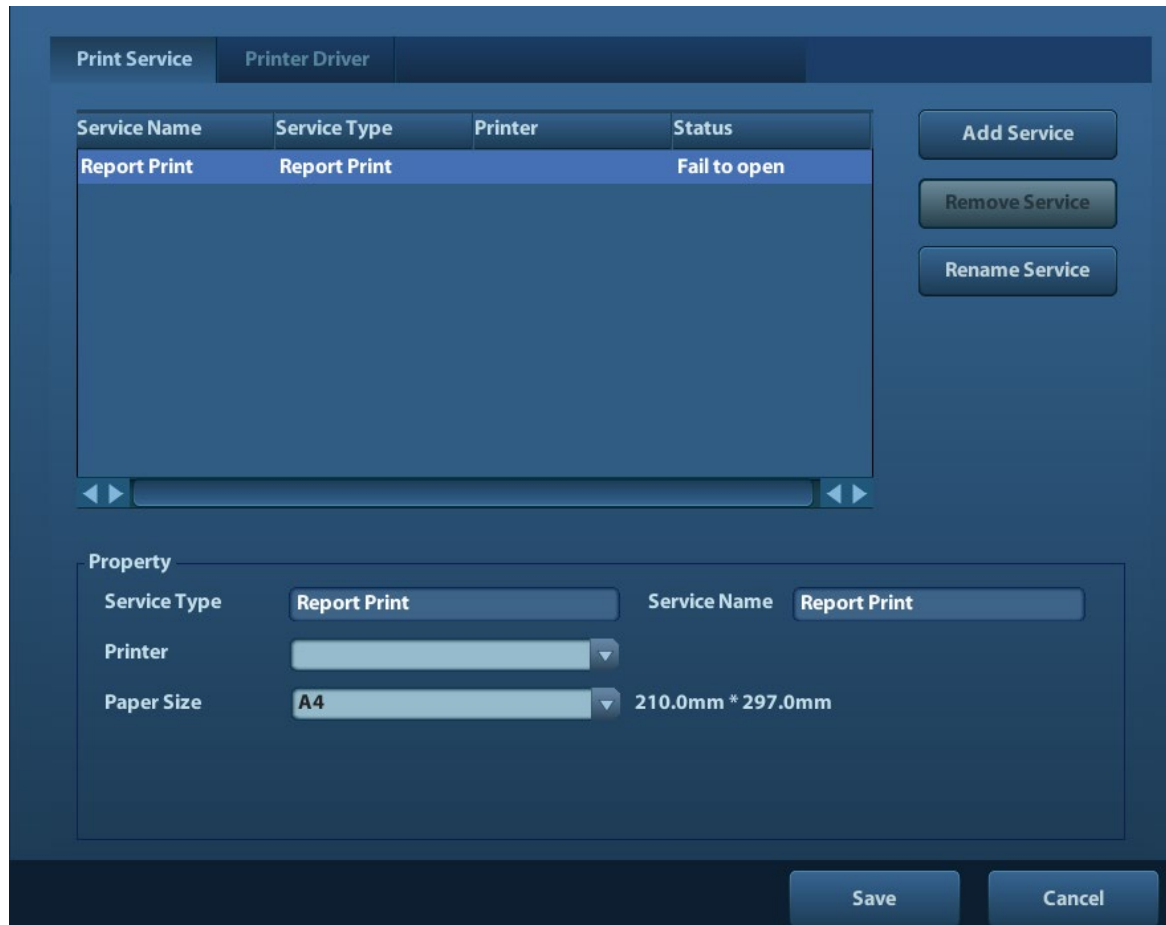 Print Service Printer Driver
Service Name Service Type Printer Status
Add Service
Report Print Report Print Fail to open
Remove Service
Rename Service
Property
Service Type Report Print Service Name Report Print
Printer
Paper Size A4 210.0mm * 297.0mm
Save Cancel